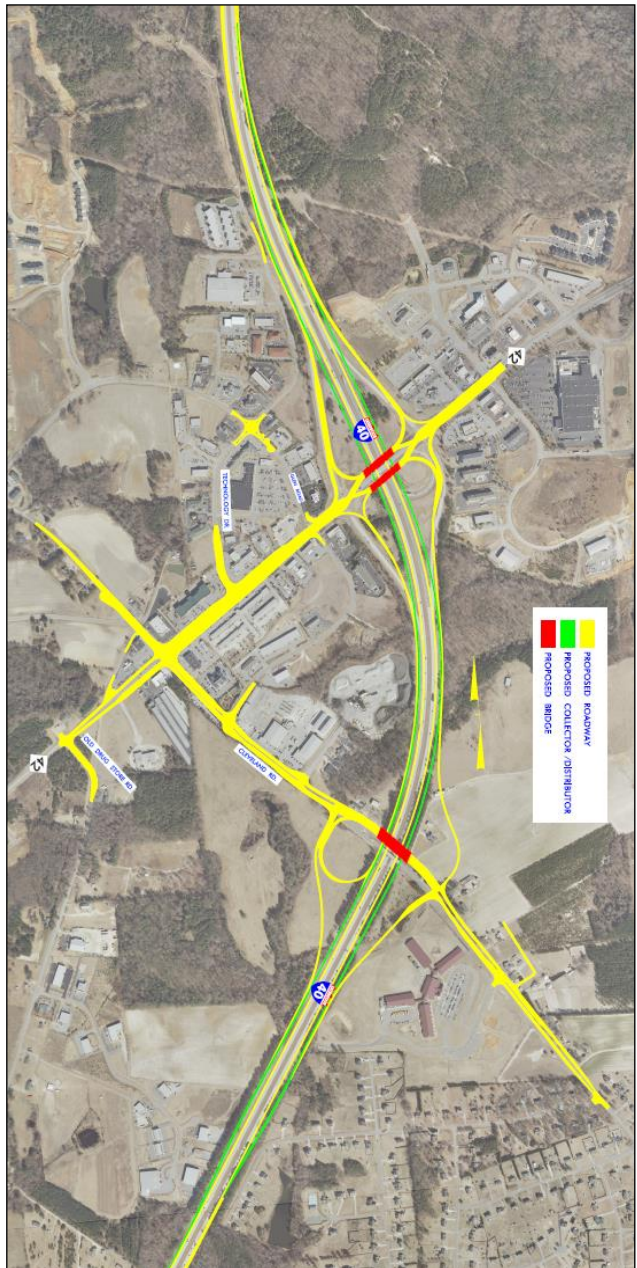 PROPOSED ROADWAY
PROPOSED COLLECTOR /DISTRIBUTOR
PROPOSED BRIDGE
42
40
40
CLEVELAND RD.
TECHNOLOGY DR.
OLD DRUG STORE RD
42